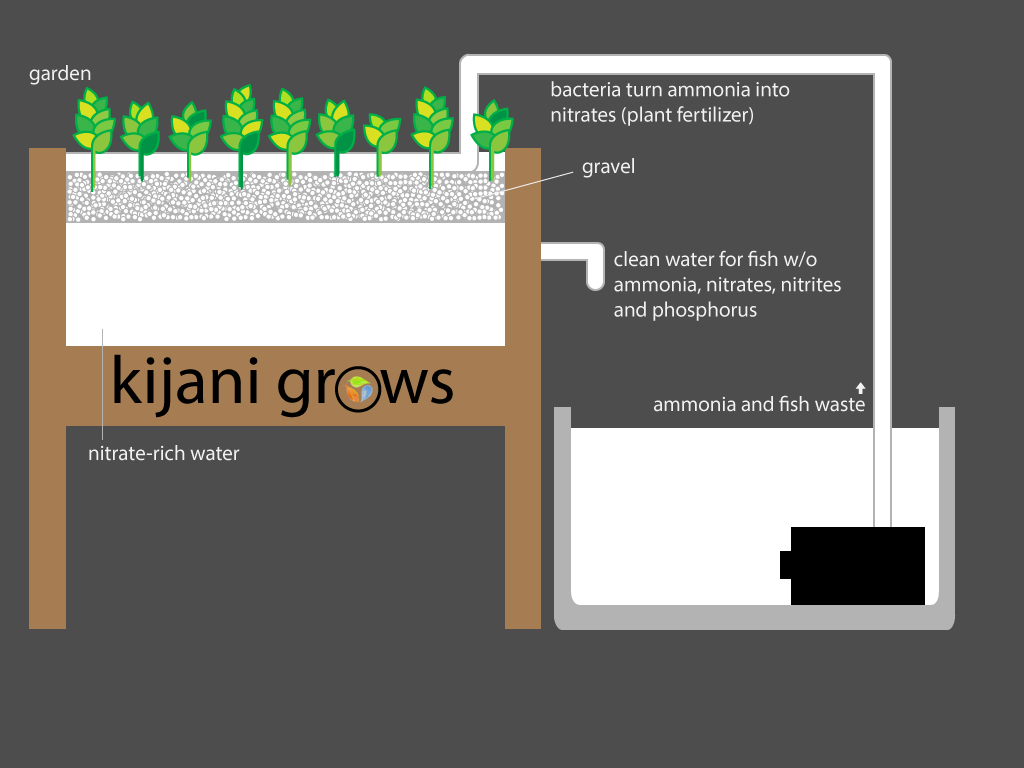 garden
bacteria turn ammonia into
nitrates (plant fertilizer)
gravel
clean water for fish w/o
ammonia, nitrates, nitrites
and phosphorus
kijani grows
ammonia and fish waste
nitrate-rich water